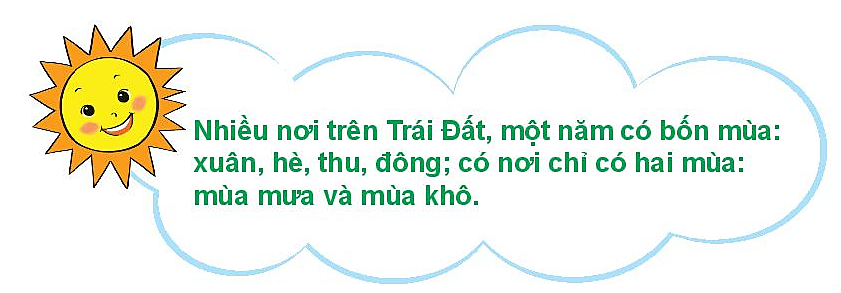 Nhiều nơi trên Trái Đất, một năm có bốn mùa:
xuân, hè, thu, đông; có nơi chỉ có hai mùa:
mùa mưa và mùa khô.